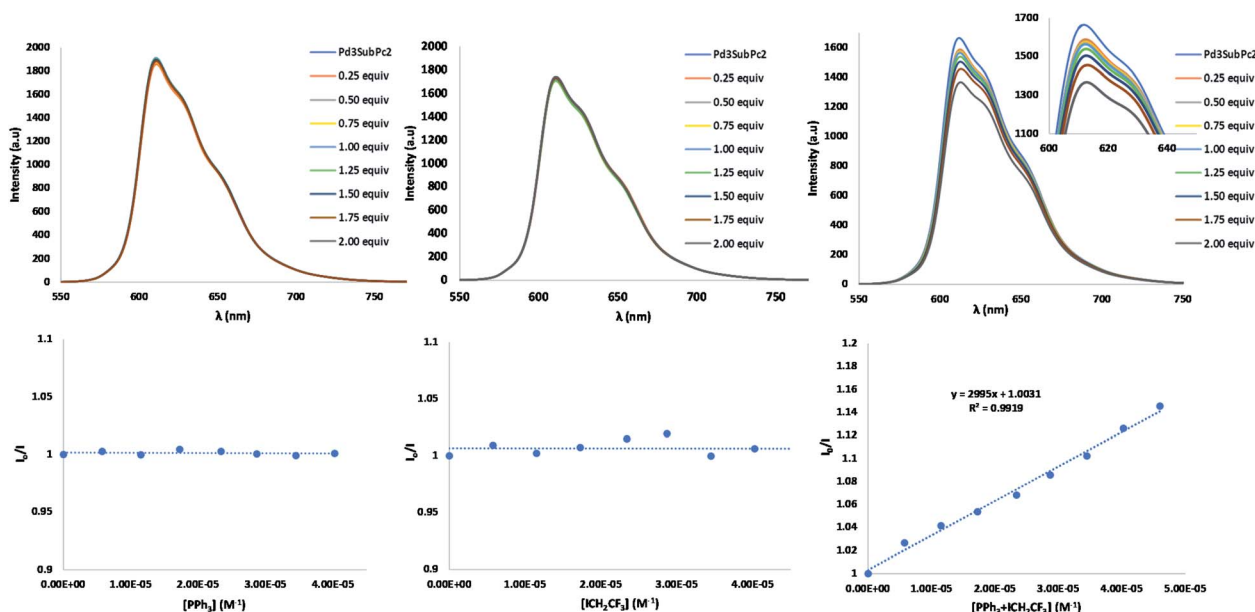 Intensity (a.u)
2000
1800
1600
1400
1200
1000
800
600
400
200
0
550
600
650
700
750
λ (nm)
Pd3SubPc2
0.25 equiv
0.50 equiv
0.75 equiv
1.00 equiv
1.25 equiv
1.50 equiv
1.75 equiv
2.00 equiv
Intensity (a.u)
2000
1800
1600
1400
1200
1000
800
600
400
200
0
550
600
650
700
750
λ (nm)
Pd3SubPc2
0.25 equiv
0.50 equiv
0.75 equiv
1.00 equiv
1.25 equiv
1.50 equiv
1.75 equiv
2.00 equiv
Intensity (a.u)
1600
1400
1200
1000
800
600
400
200
0
550
600
650
700
750
λ (nm)
1700
1500
1300
1100
600
620
640
Pd3SubPc2
0.25 equiv
0.50 equiv
0.75 equiv
1.00 equiv
1.25 equiv
1.50 equiv
1.75 equiv
2.00 equiv
I₀/I
1.1
1.05
1
0.95
0.9
0.00E+00
1.00E-05
2.00E-05
3.00E-05
4.00E-05
[PPh₃] (M⁻¹)
I₀/I
1.1
1.05
1
0.95
0.9
0.00E+00
1.00E-05
2.00E-05
3.00E-05
4.00E-05
[ICH₂CF₃] (M⁻¹)
I₀/I
1.2
1.16
1.14
1.12
1.1
1.08
1.06
1.04
1.02
1
y = 2995x + 1.0031
R² = 0.9919
0.00E+00
1.00E-05
2.00E-05
3.00E-05
4.00E-05
5.00E-05
[PPh₃+ICH₂CF₃] (M⁻¹)